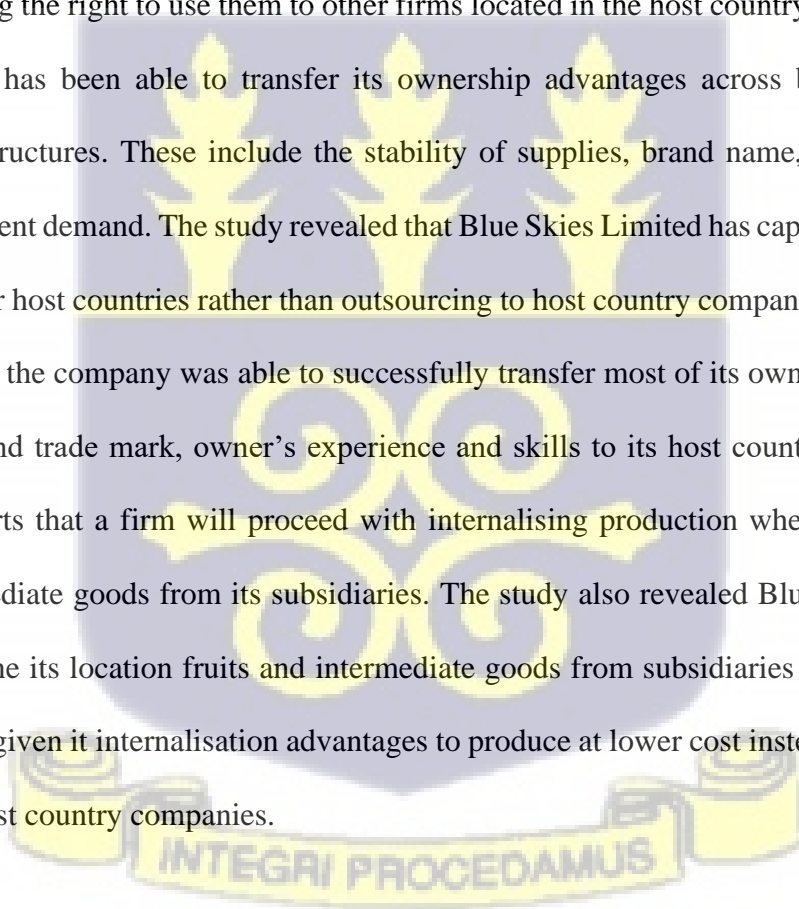 g the right to use them to other firms located in the host country
has been able to transfer its ownership advantages across b
ructures. These include the stability of supplies, brand name,
ent demand. The study revealed that Blue Skies Limited has cap
r host countries rather than outsourcing to host country compan
the company was able to successfully transfer most of its own
nd trade mark, owner’s experience and skills to its host count
rts that a firm will proceed with internalising production whe
ediate goods from its subsidiaries. The study also revealed Blu
ne its location fruits and intermediate goods from subsidiaries
given it internalisation advantages to produce at lower cost inste
st country companies.
INTEGRI PROCEDAMUS